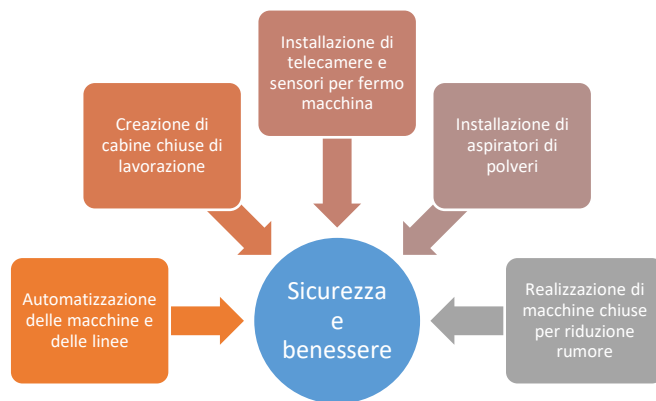 Installazione di
telecamere e
sensori per fermo
macchina
Creazione di
cabine chiuse di
lavorazione
Installazione di
aspiratori di
polveri
Automatizzazione
delle macchine e
delle linee
Sicurezza
e
benessere
Realizzazione di
macchine chiuse
per riduzione
rumore